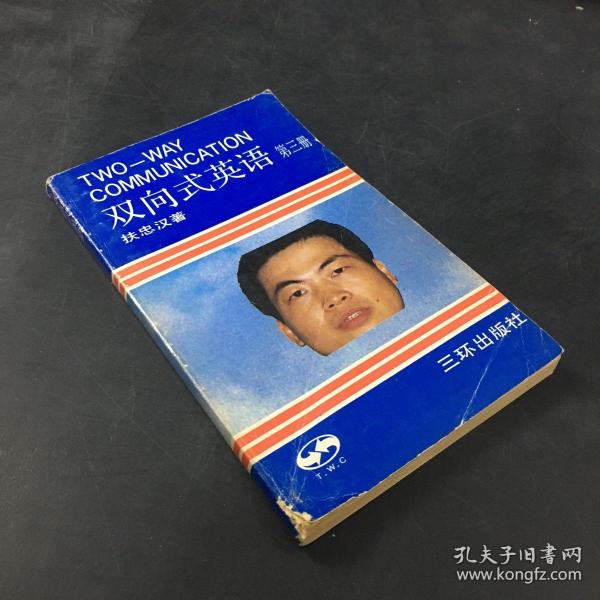 TWO—WAY
COMMUNICATION
双向式英语 第三册
扶忠汉著
三环出版社
T.W.C
孔夫子旧書网
www.kongfz.com